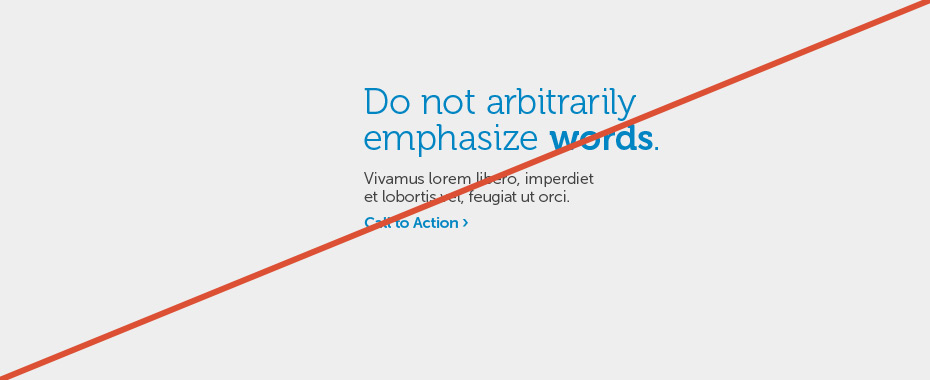 Do not arbitrarily
emphasize words.
Vivamus lorem libero, imperdiet
et lobortis vel, feugiat ut orci.
Call to Action ›